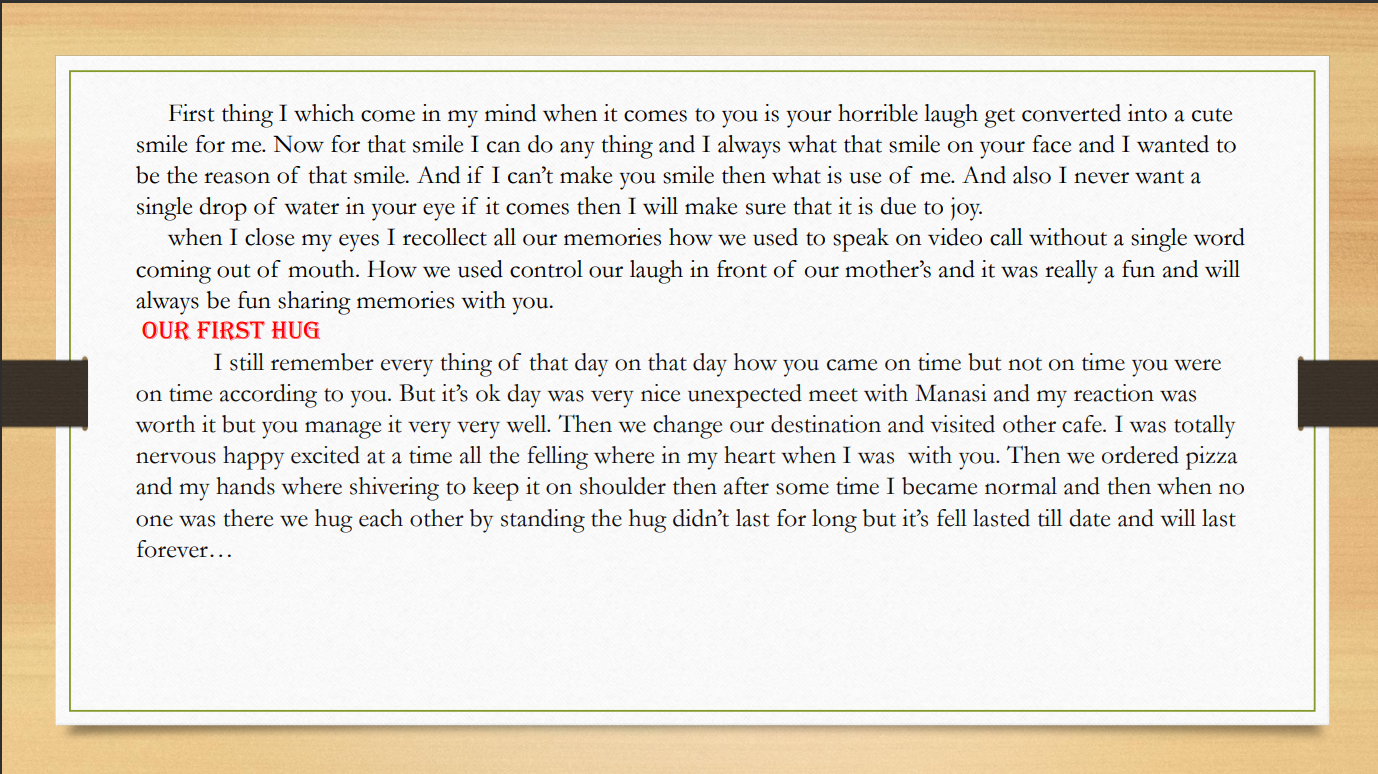 First thing I which come in my mind when it comes to you is your horrible laugh get converted into a cute
smile for me. Now for that smile I can do any thing and I always what that smile on your face and I wanted to
be the reason of that smile. And if I can't make you smile then what is use of me. And also I never want a
single drop of water in your eye if it comes then I will make sure that it is due to joy.
when I close my eyes I recollect all our memories how we used to speak on video call without a single word
coming out of mouth. How we used control our laugh in front of our mother's and it was really a fun and will
always be fun sharing memories with you.
OUR FIRST HUG
I still remember every thing of that day on that day how you came on time but not on time you were
on time according to you. But it's ok day was very nice unexpected meet with Manasi and my reaction was
worth it but you manage it very very well. Then we change our destination and visited other cafe. I was totally
nervous happy excited at a time all the felling where in my heart when I was with you. Then we ordered pizza
and my hands where shivering to keep it on shoulder then after some time I became normal and then when no
one was there we hug each other by standing the hug didn't last for long but it's fell lasted till date and will last
forever…